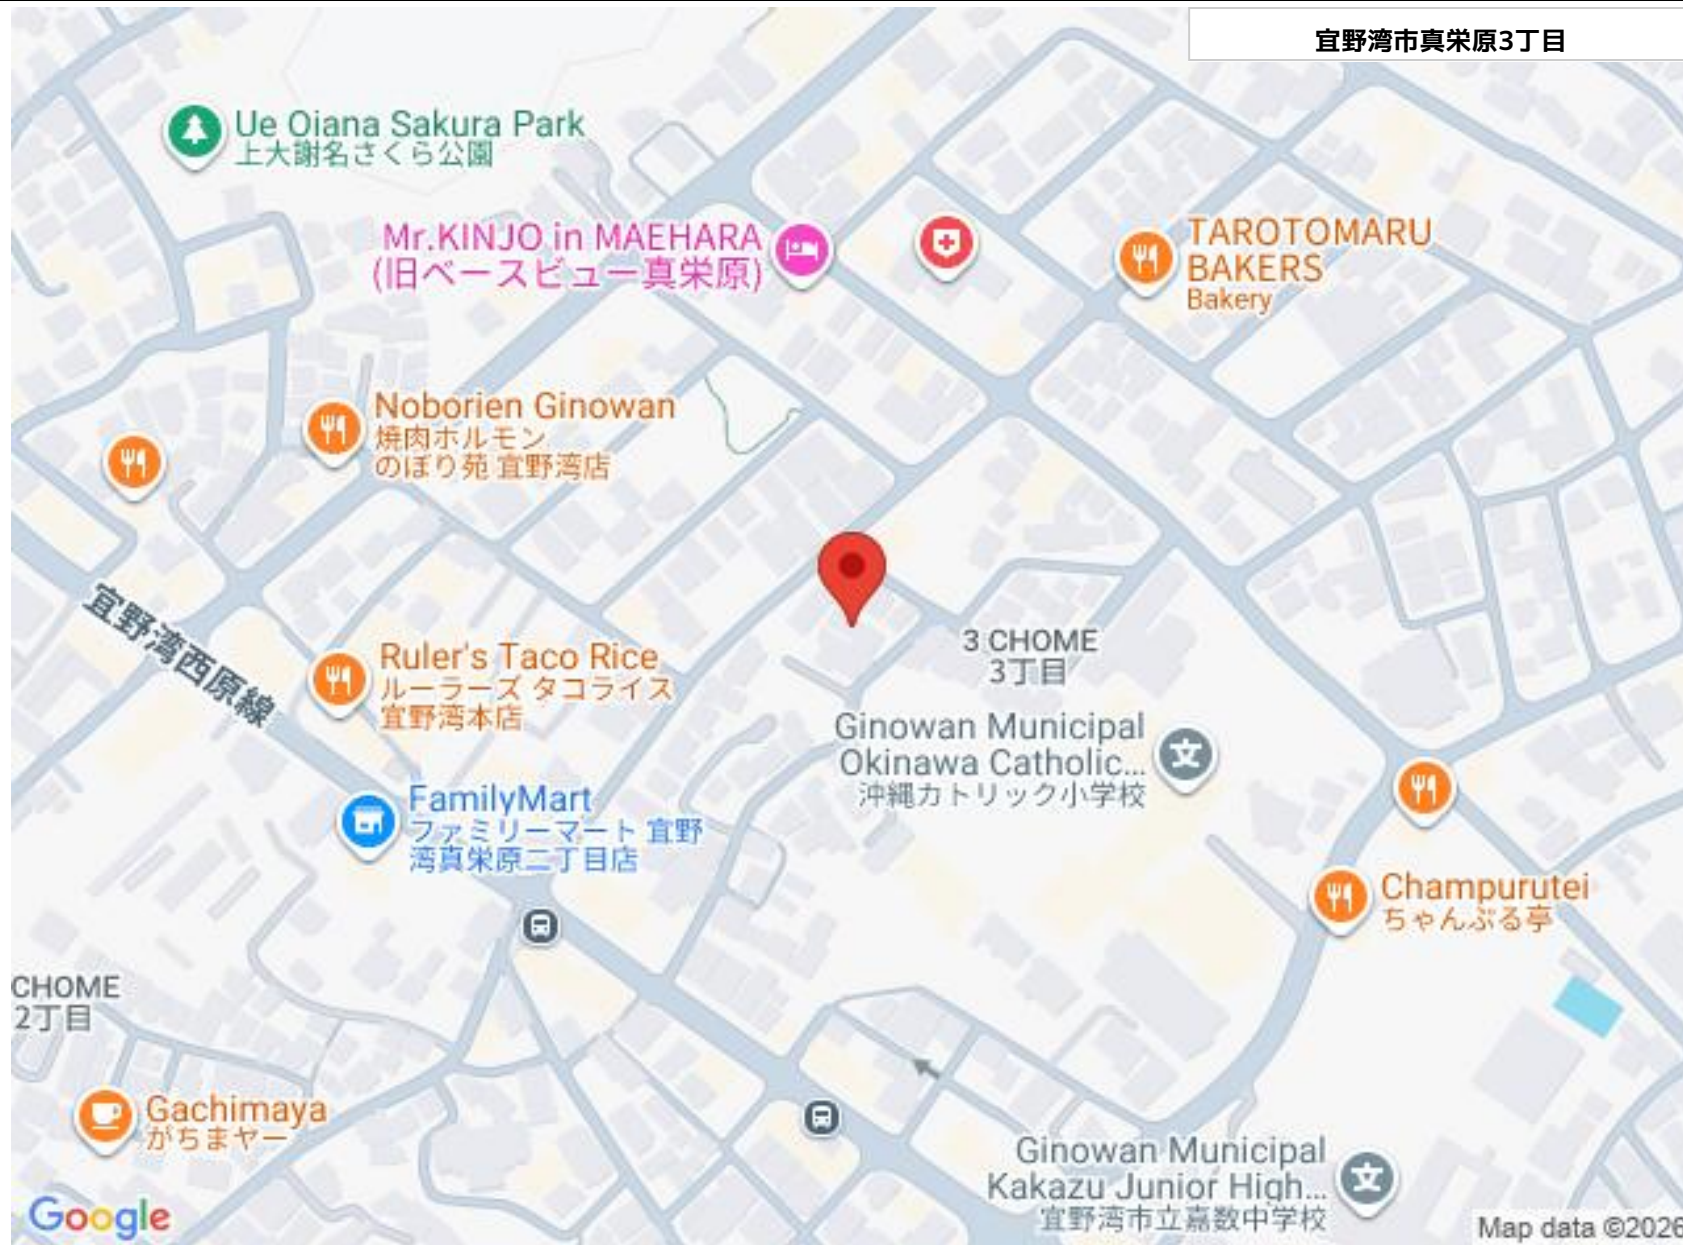 宜野湾市真栄原3丁目
Ue Oiana Sakura Park
上大謝名さくら公園
Mr.KINJO in MAEHARA
(旧ベースビュー真栄原)
TAROTOMARU
BAKERS
Bakery
Noborien Ginowan
焼肉ホルモン
のぼり苑 宜野湾店
宜野湾西原線
Ruler's Taco Rice
ルーラーズ タコライス
宜野湾本店
3 CHOME
3丁目
Ginowan Municipal
Okinawa Catholic...
沖縄カトリック小学校
文
FamilyMart
ファミリーマート 宜野
湾真栄原二丁目店
Champurutei
ちゃんぷる亭
CHOME
2丁目
Gachimaya
がちまヤー
Ginowan Municipal
Kakazu Junior High...
宜野湾市立嘉数中学校
文
Google
Map data ©2026